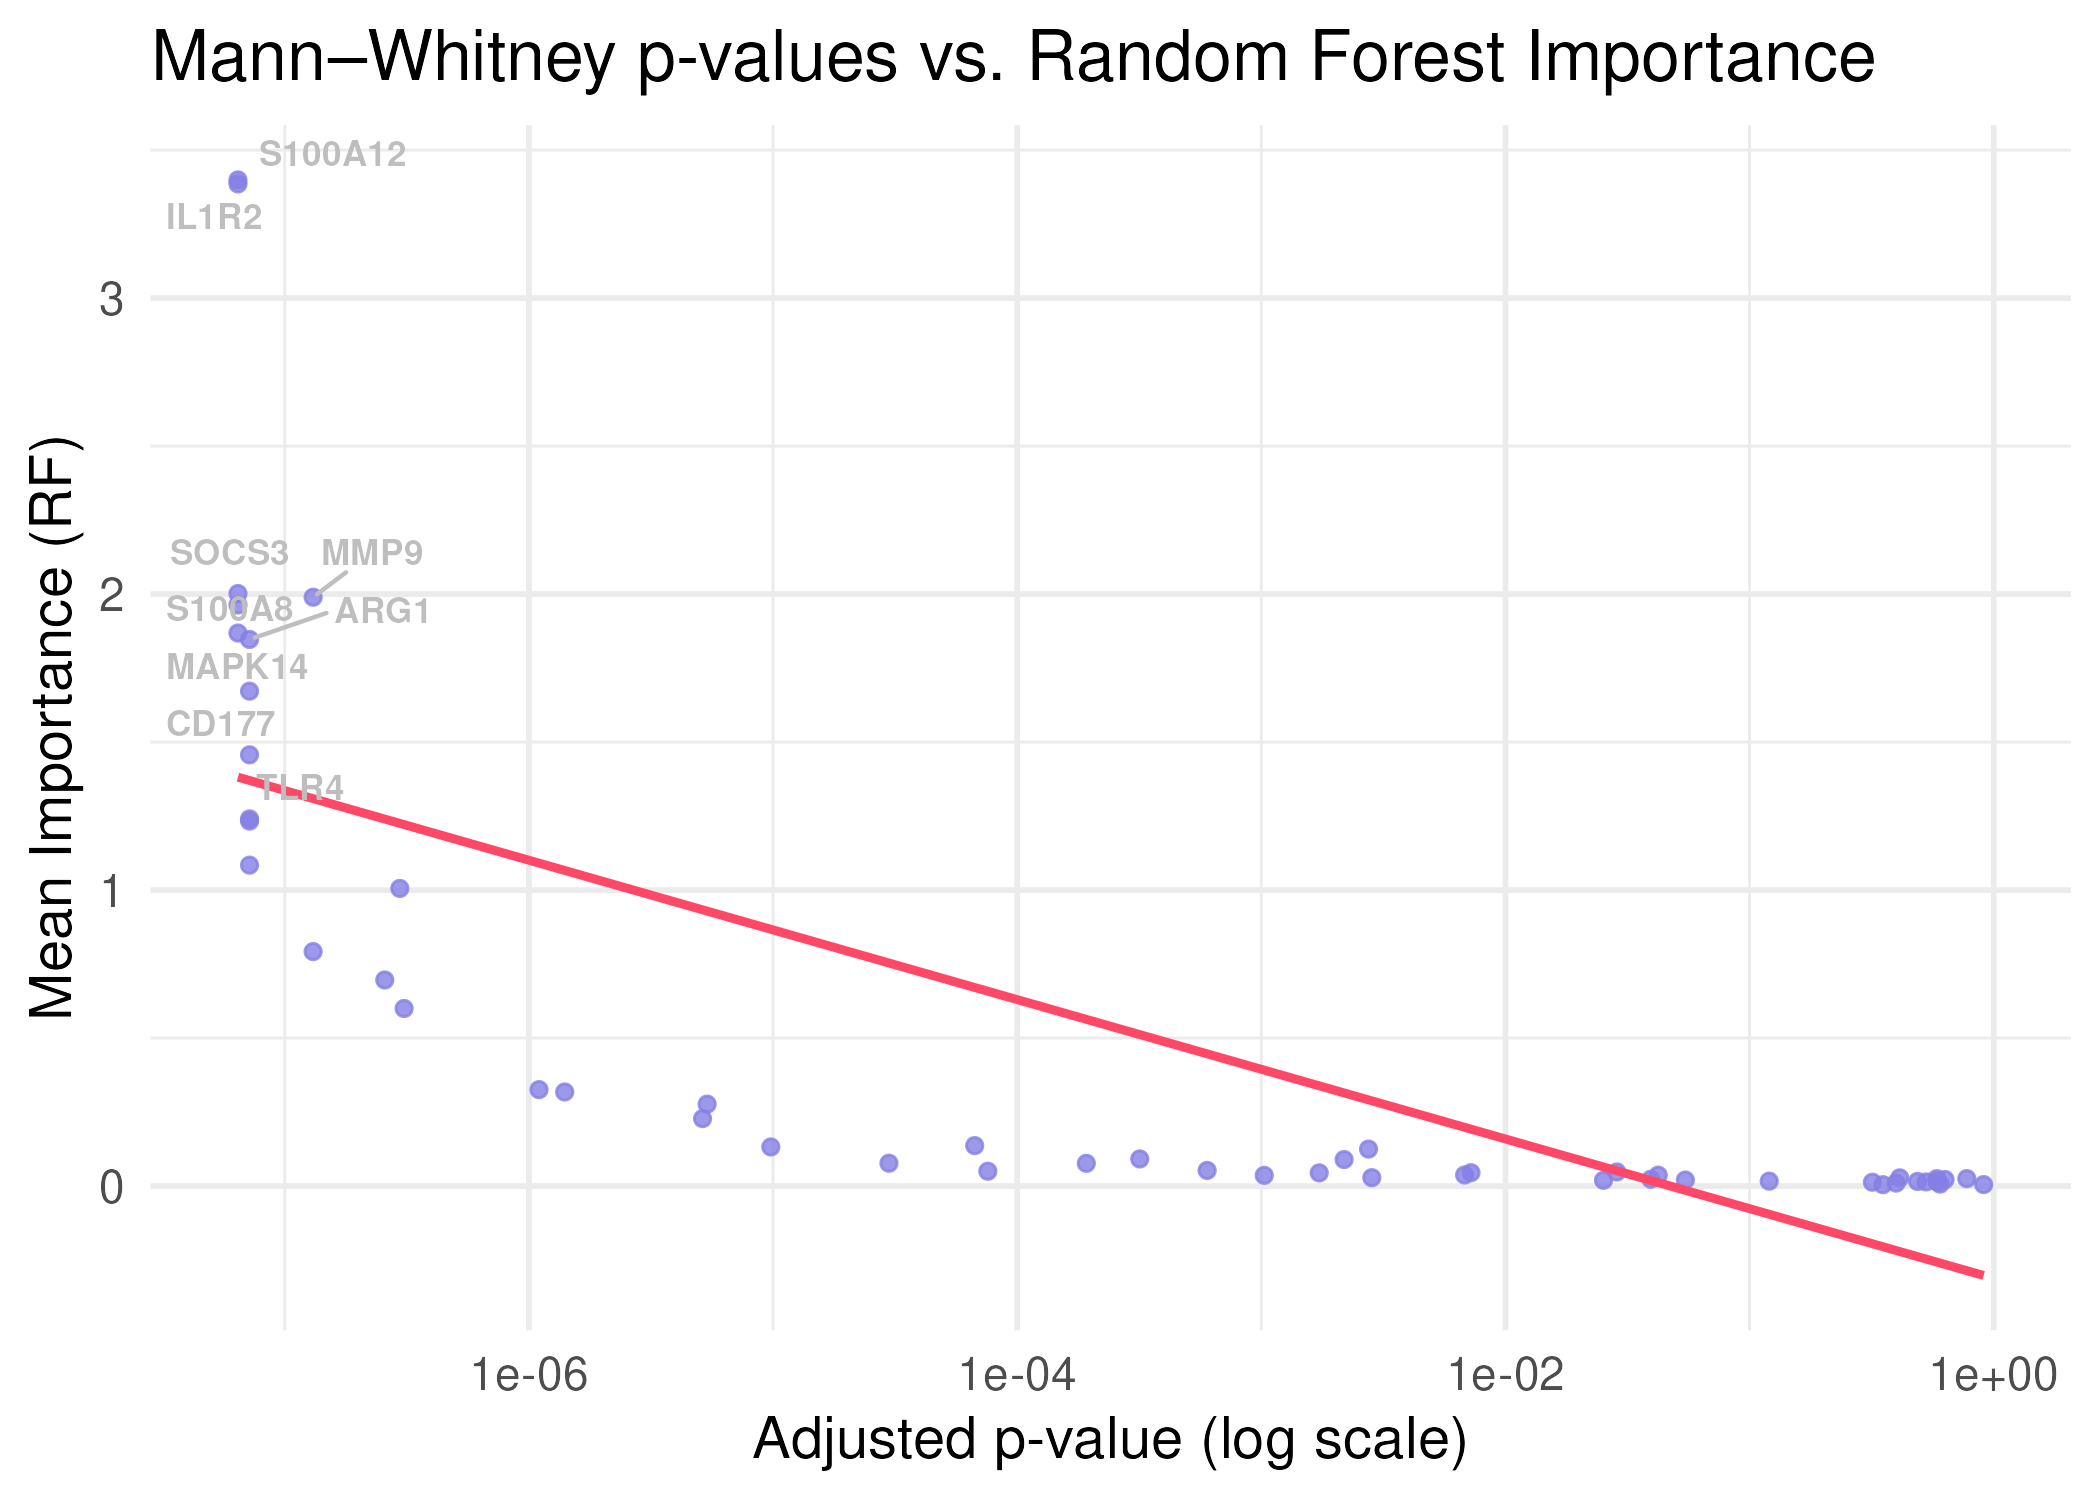 Mann–Whitney p-values vs. Random Forest Importance
S100A12
IL1R2
3
SOCS3
MMP9
2
S100A8
ARG1
MAPK14
CD177
TLR4
1
0
Mean Importance (RF)
1e-06
1e-04
1e-02
1e+00
Adjusted p-value (log scale)